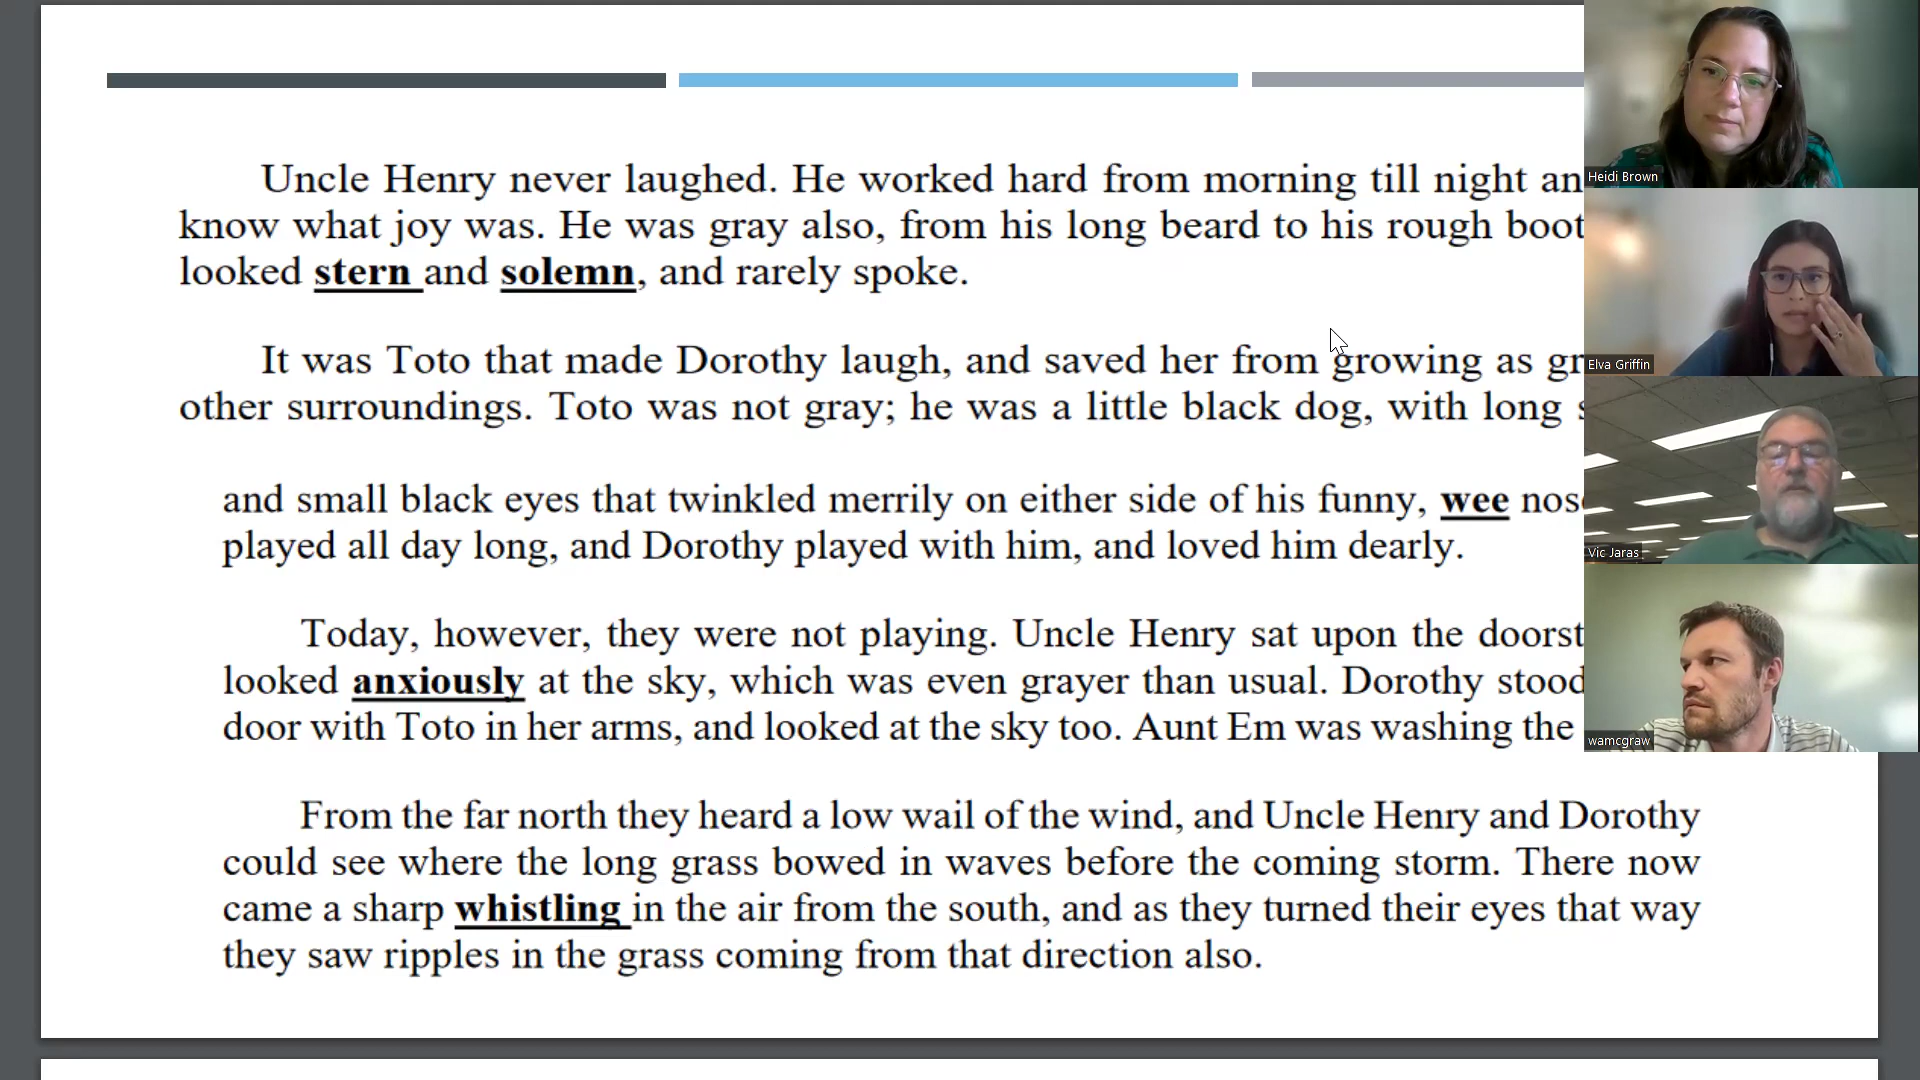 Uncle Henry never laughed. He worked hard from morning till night an
know what joy was. He was gray also, from his long beard to his rough boot
looked stern and solemn, and rarely spoke.
It was Toto that made Dorothy laugh, and saved her from growing as gr
other surroundings. Toto was not gray; he was a little black dog, with long s
and small black eyes that twinkled merrily on either side of his funny, wee nos
played all day long, and Dorothy played with him, and loved him dearly.
Today, however, they were not playing. Uncle Henry sat upon the doorst
looked anxiously at the sky, which was even grayer than usual. Dorothy stood
door with Toto in her arms, and looked at the sky too. Aunt Em was washing the
From the far north they heard a low wail of the wind, and Uncle Henry and Dorothy
could see where the long grass bowed in waves before the coming storm. There now
came a sharp whistling in the air from the south, and as they turned their eyes that way
they saw ripples in the grass coming from that direction also.
Heidi Brown
Elva Griffin
Vic Jaras
wamcgraw